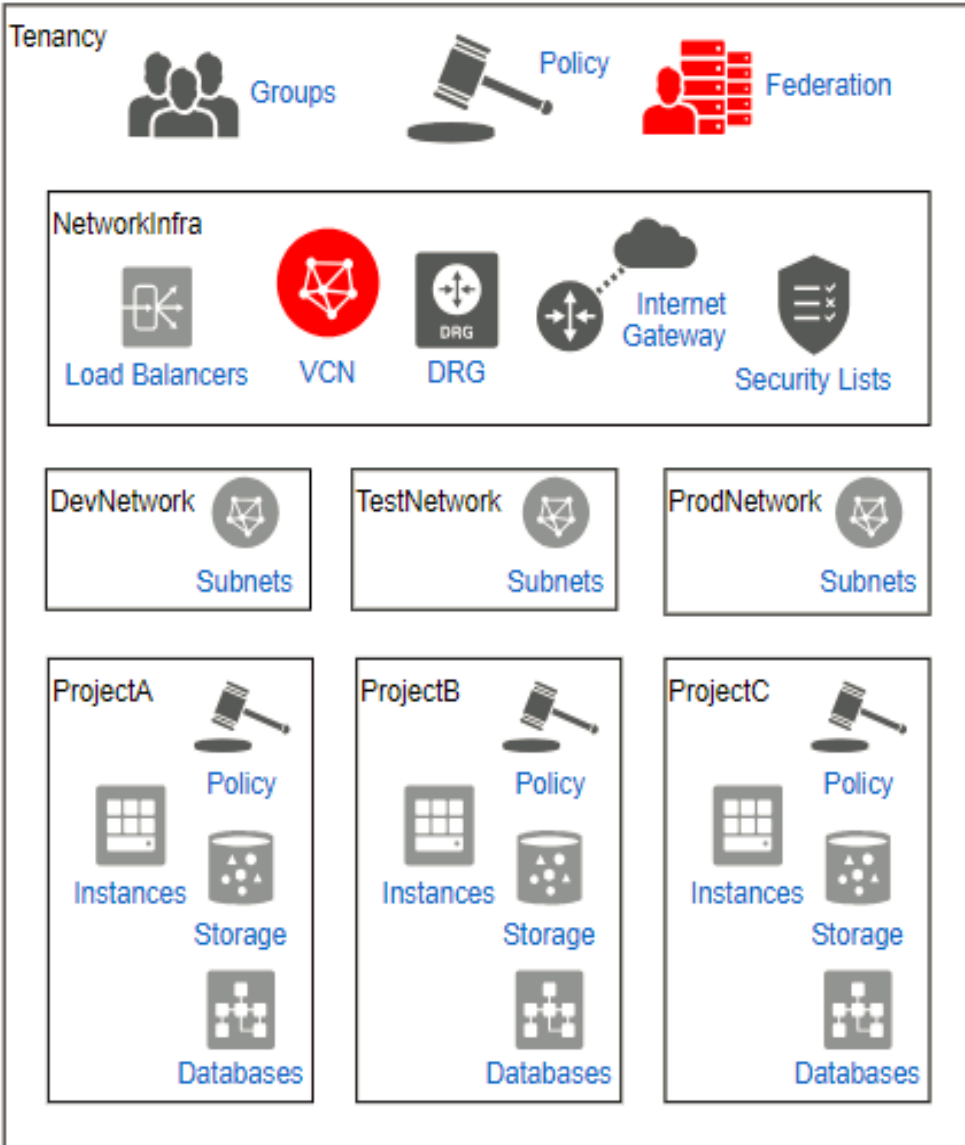 Tenancy
Groups
Policy
Federation
NetworkInfra
Load Balancers
VCN
DRG
DRG
Internet
Gateway
Security Lists
DevNetwork
Subnets
TestNetwork
Subnets
ProdNetwork
Subnets
ProjectA
Policy
Instances
Storage
Databases
ProjectB
Policy
Instances
Storage
Databases
ProjectC
Policy
Instances
Storage
Databases